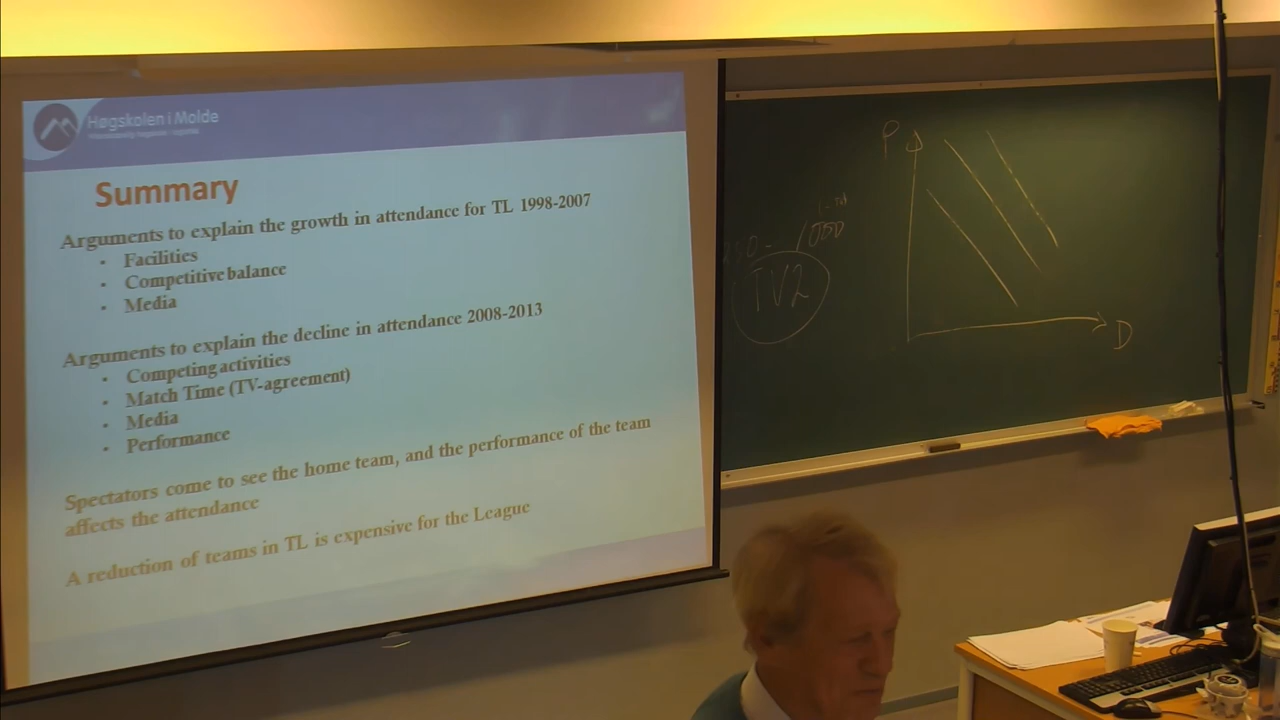 Høgskolen i Molde
Summary
Arguments to explain the growth in attendance for TL 1998-2007
• Facilities
• Competitive balance
• Media
Arguments to explain the decline in attendance 2008-2013
• Competing activities
• Match Time (TV-agreement)
• Media
• Performance
Spectators come to see the home team, and the performance of the team
affects the attendance
A reduction of teams in TL is expensive for the League
P
TV2
D